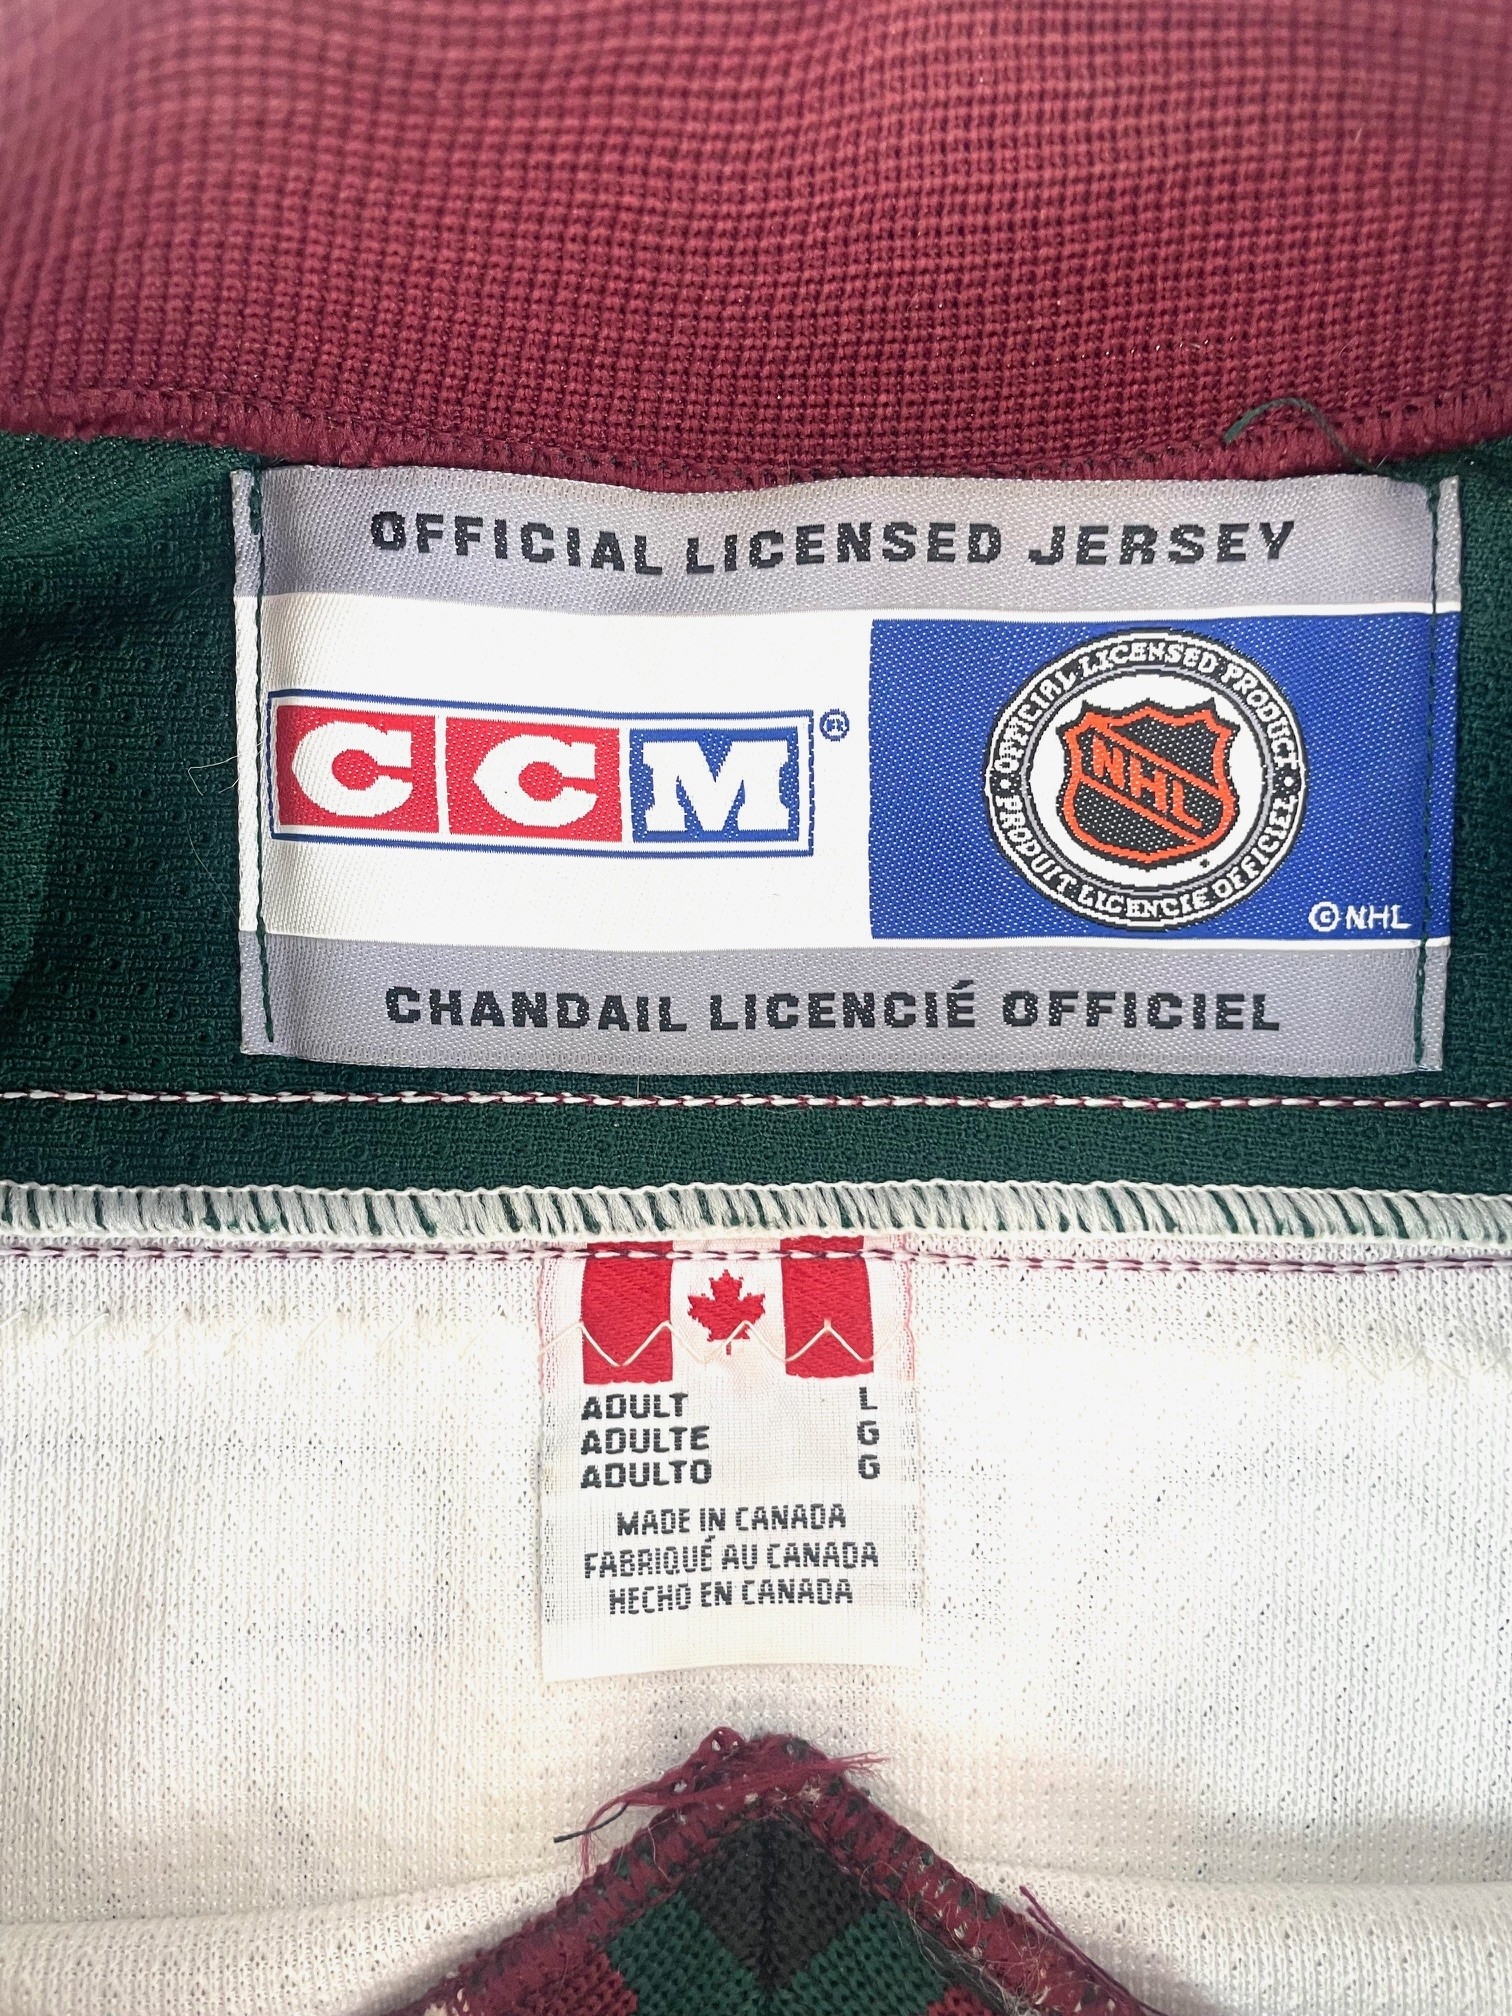 OFFICIAL LICENSED JERSEY
CCM®
OFFICIAL LICENSED PRODUCT
NHL
• PRODUIT LICENCIE OFFICIEL •
©NHL
CHANDAIL LICENCIÉ OFFICIEL
ADULT L
ADULTE G
ADULTO G
MADE IN CANADA
FABRIQUÉ AU CANADA
HECHO EN CANADA